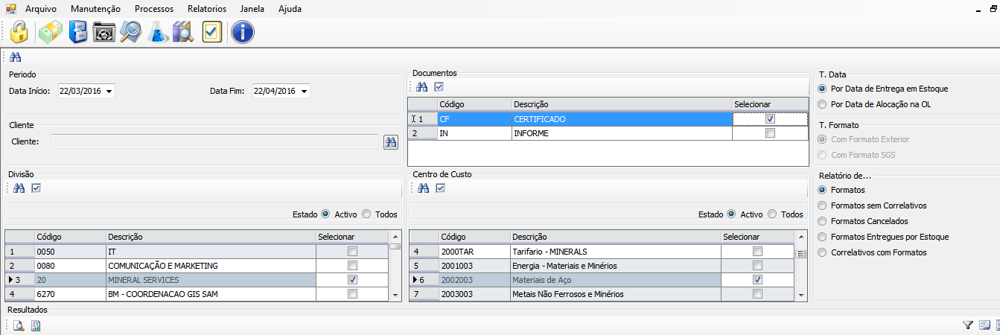 Arquivo Manutenção Processos Relatorios Janela Ajuda
Periodo
Data Início: 22/03/2016 Data Fim: 22/04/2016
Cliente
Cliente:
Documentos
Código Descrição Selecionar
1 CF CERTIFICADO
2 IN INFORME
T. Data
Por Data de Entrega em Estoque
Por Data de Alocação na OL
T. Formato
Com Formato Exterior
Com Formato SGS
Divisão
Estado Activo Todos
Código Descrição Selecionar
1 0050 IT
2 0080 COMUNICAÇÃO E MARKETING
3 20 MINERAL SERVICES
4 6270 BM - COORDENACAO GIS SAM
Centro de Custo
Estado Activo Todos
Código Descrição Selecionar
4 2000TAR Tarifario - MINERALS
5 2001003 Energia - Materiais e Minérios
6 2002003 Materiais de Aço
7 2003003 Metais Não Ferrosos e Minérios
Relatório de...
Formatos
Formatos sem Correlativos
Formatos Cancelados
Formatos Entregues por Estoque
Correlativos com Formatos
Resultados